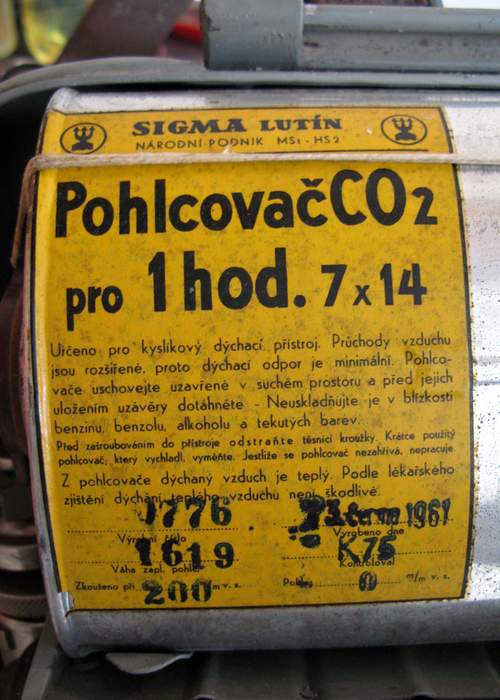 SIGMA LUTÍN
NÁRODNÍ PODNIK MS1 - HS2
Pohlcovač CO2
pro 1 hod. 7 x 14
Určeno pro kyslíkový dýchací přístroj. Průchody vzduchu
jsou rozšířené, proto dýchací odpor je minimální. Pohlco-
vače uschovejte uzavřené v suchém prostoru a před jejich
uložením uzávěry dotáhněte - Neuskladňujte je v blízkosti
benzinu, benzolu, alkoholu a tekutých barev.
Před zašroubováním do přístroje odstraňte těsnicí kroužky. Krátce použitý
pohlcovač, který vychladl, vyměňte. Jestliže se pohlcovač nezahřívá, nepracuje.
Z pohlcovače dýchaný vzduch je teplý. Podle lékařského
zjištění dýchání teplého vzduchu není škodlivé.
1776 1961
Výrobní číslo Vyrobeno dne
1619 K75
Váha zapl. pohlc. Kontroloval
Zkoušeno při 200 m/m v. s. 0 m/m v. s.